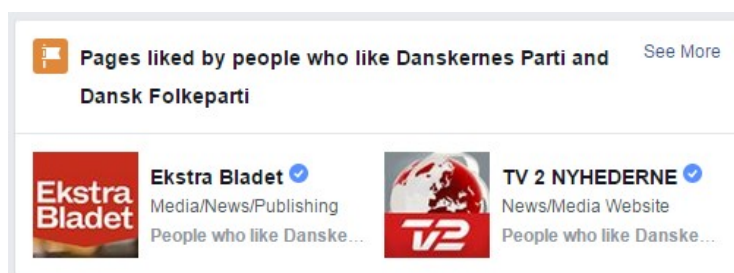 Pages liked by people who like Danskernes Parti and
Dansk Folkeparti
See More
Ekstra
Bladet
Ekstra Bladet
Media/News/Publishing
People who like Danske...
TV2
TV 2 NYHEDERNE
News/Media Website
People who like Danske...